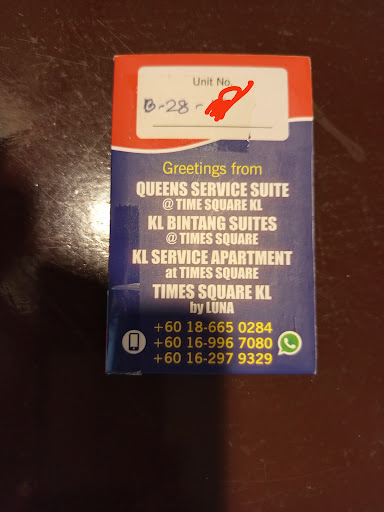 Unit No.
B-28-
Greetings from
QUEENS SERVICE SUITE
@ TIME SQUARE KL
KL BINTANG SUITES
@ TIMES SQUARE
KL SERVICE APARTMENT
at TIMES SQUARE
TIMES SQUARE KL
by LUNA
+60 18-665 0284
+60 16-996 7080
+60 16-297 9329